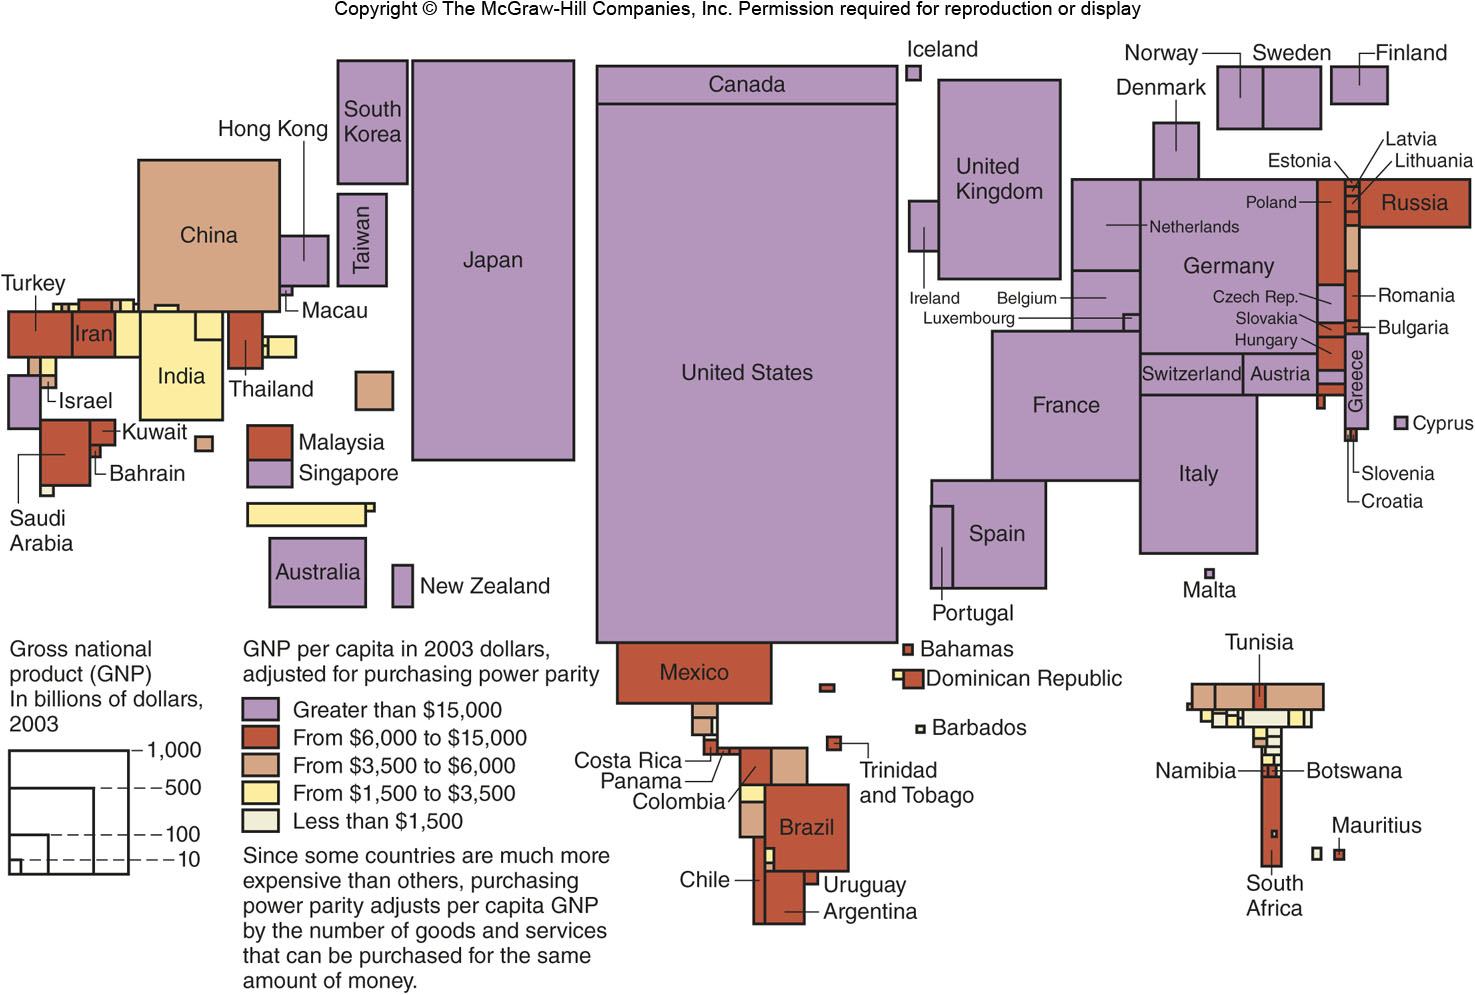 Copyright © The McGraw-Hill Companies, Inc. Permission required for reproduction or display
Iceland
Norway
Sweden
Finland
Denmark
South
Korea
Hong Kong
Canada
Latvia
Estonia
Lithuania
United
Kingdom
Poland
Russia
China
Taiwan
Japan
Netherlands
Germany
Turkey
Macau
Ireland
Belgium
Luxembourg
Czech Rep.
Slovakia
Hungary
Romania
Bulgaria
Iran
India
Thailand
Israel
United States
Switzerland
Austria
Greece
France
Cyprus
Kuwait
Bahrain
Malaysia
Singapore
Italy
Slovenia
Croatia
Saudi
Arabia
Spain
Australia
New Zealand
Portugal
Malta
Gross national
product (GNP)
In billions of dollars,
2003
1,000
500
100
10
GNP per capita in 2003 dollars,
adjusted for purchasing power parity
Greater than $15,000
From $6,000 to $15,000
From $3,500 to $6,000
From $1,500 to $3,500
Less than $1,500
Since some countries are much more
expensive than others, purchasing
power parity adjusts per capita GNP
by the number of goods and services
that can be purchased for the same
amount of money.
Mexico
Bahamas
Dominican Republic
Barbados
Costa Rica
Panama
Colombia
Trinidad
and Tobago
Brazil
Chile
Uruguay
Argentina
Tunisia
Namibia
Botswana
Mauritius
South
Africa